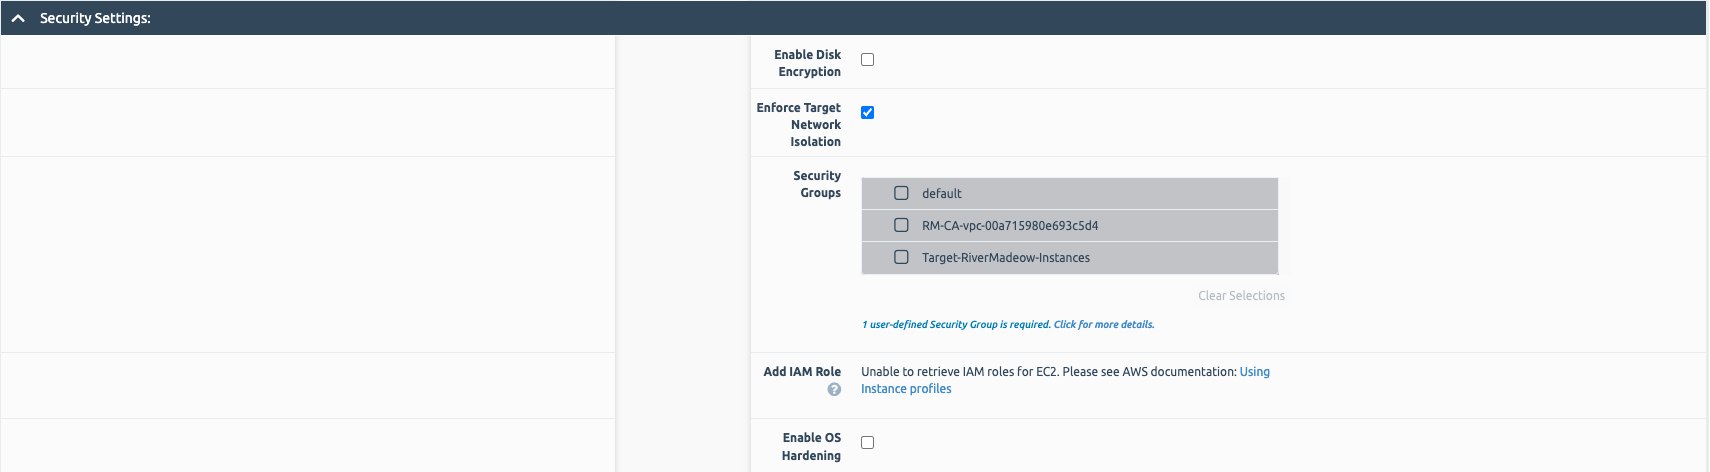 Security Settings:
Enable Disk
Encryption
Enforce Target
Network
Isolation
Security
Groups
default
RM-CA-vpc-00a715980e693c5d4
Target-RiverMadeow-Instances
Clear Selections
1 user-defined Security Group is required. Click for more details.
Add IAM Role
Unable to retrieve IAM roles for EC2. Please see AWS documentation: Using
Instance profiles
Enable OS
Hardening